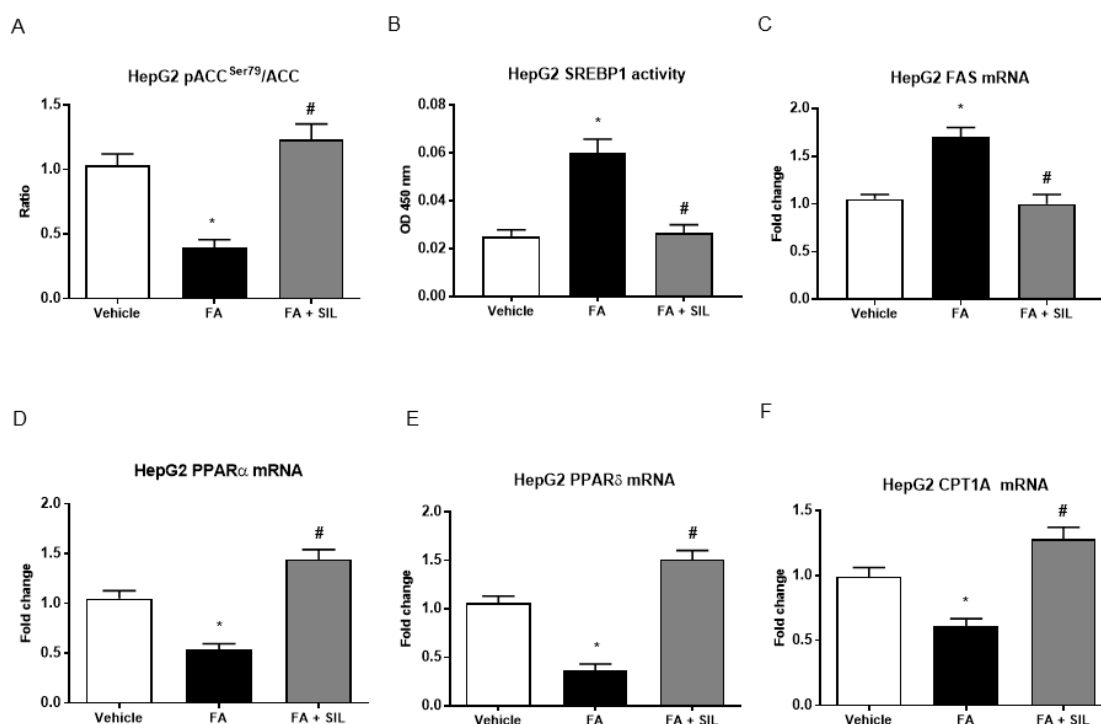 A
HepG2 pACC^Ser79/ACC
Ratio
1.5
1.0
0.5
0.0
*
#
Vehicle
FA
FA + SIL
B
HepG2 SREBP1 activity
OD 450 nm
0.08
0.06
0.04
0.02
0.00
*
#
Vehicle
FA
FA + SIL
C
HepG2 FAS mRNA
Fold change
2.0
1.5
1.0
0.5
0.0
*
#
Vehicle
FA
FA + SIL
D
HepG2 PPARα mRNA
Fold change
2.0
1.5
1.0
0.5
0.0
*
#
Vehicle
FA
FA + SIL
E
HepG2 PPARδ mRNA
Fold change
2.0
1.5
1.0
0.5
0.0
*
#
Vehicle
FA
FA + SIL
F
HepG2 CPT1A mRNA
Fold change
1.5
1.0
0.5
0.0
*
#
Vehicle
FA
FA + SIL